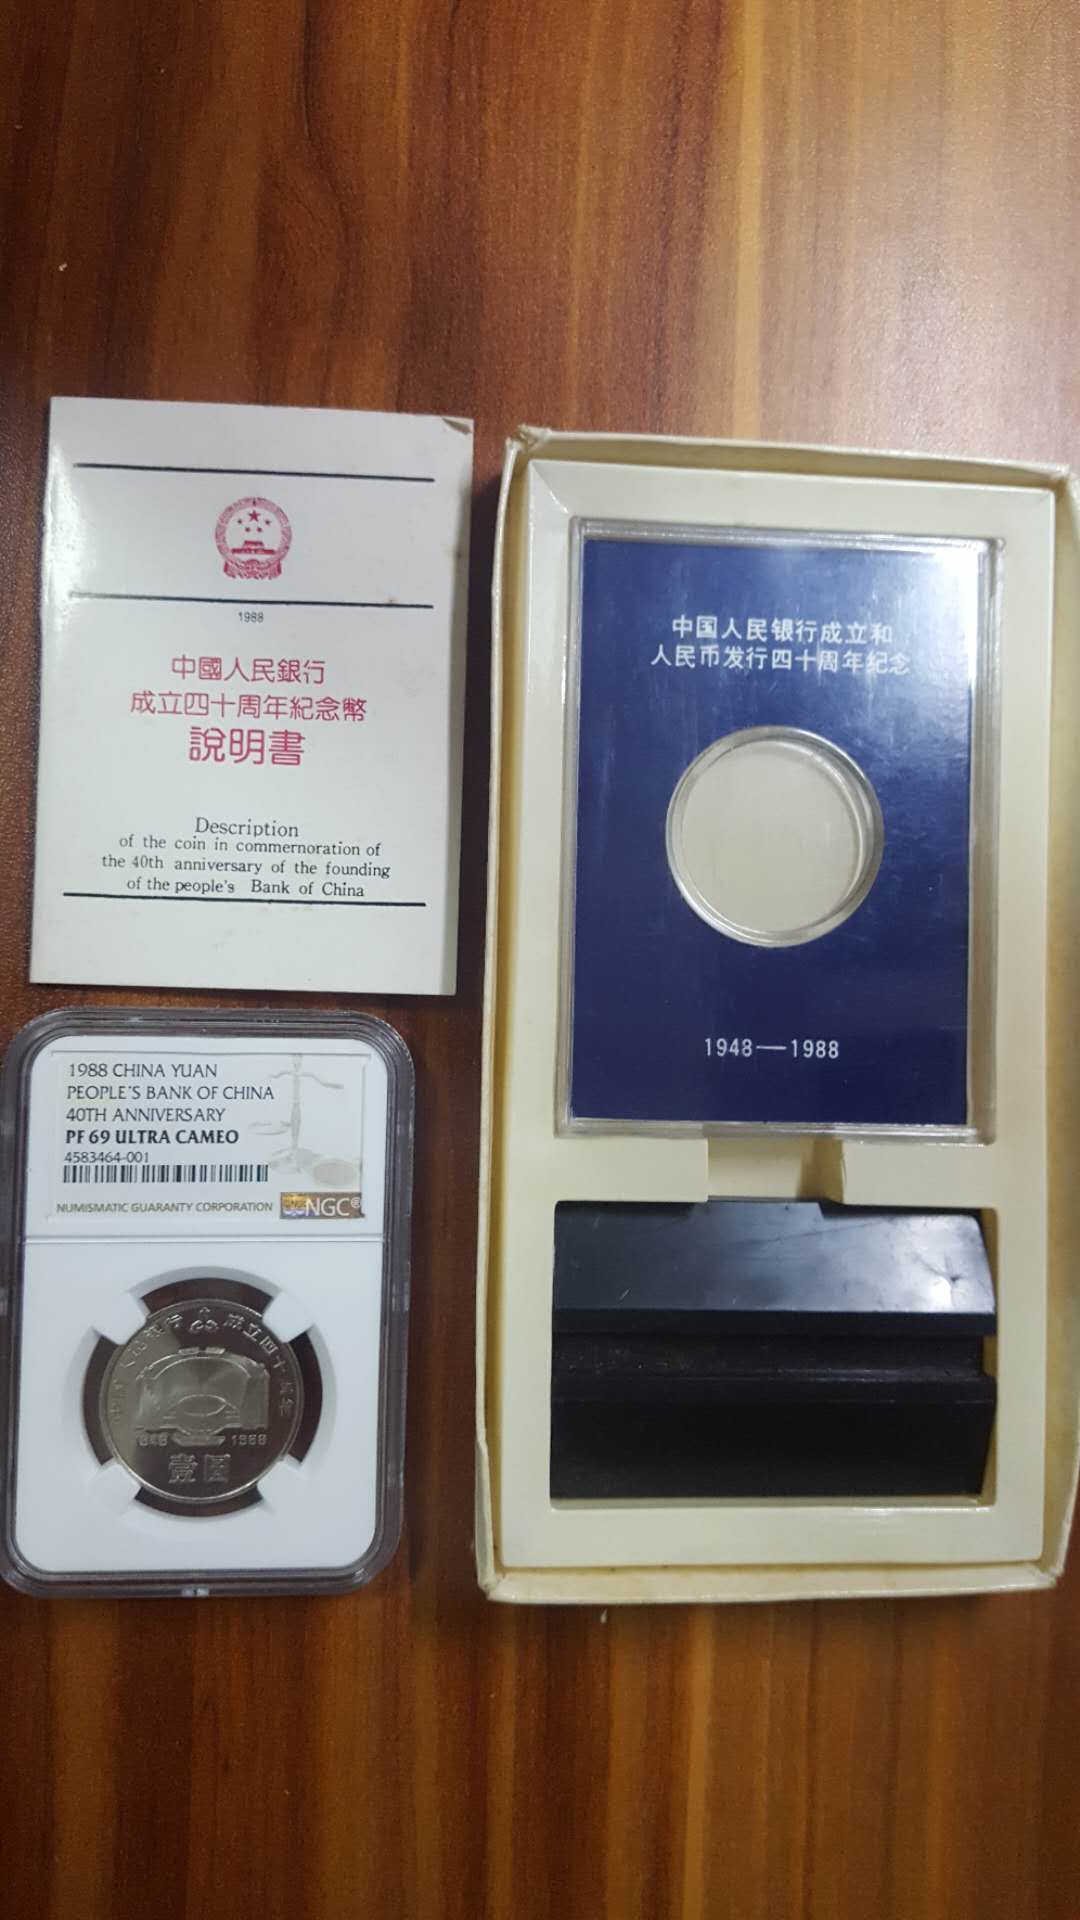 1988
中國人民銀行
成立四十周年紀念幣
說明書
Description
of the coin in commernoration of
the 40th anniversary of the founding
of the people's Bank of China
中国人民银行成立和
人民币发行四十周年纪念
1948—1988
1988 CHINA YUAN
PEOPLE'S BANK OF CHINA
40TH ANNIVERSARY
PF 69 ULTRA CAMEO
4583464-001
NUMISMATIC GUARANTY CORPORATION NGC®
银行 成立四十周年
1948 1988
壹圆